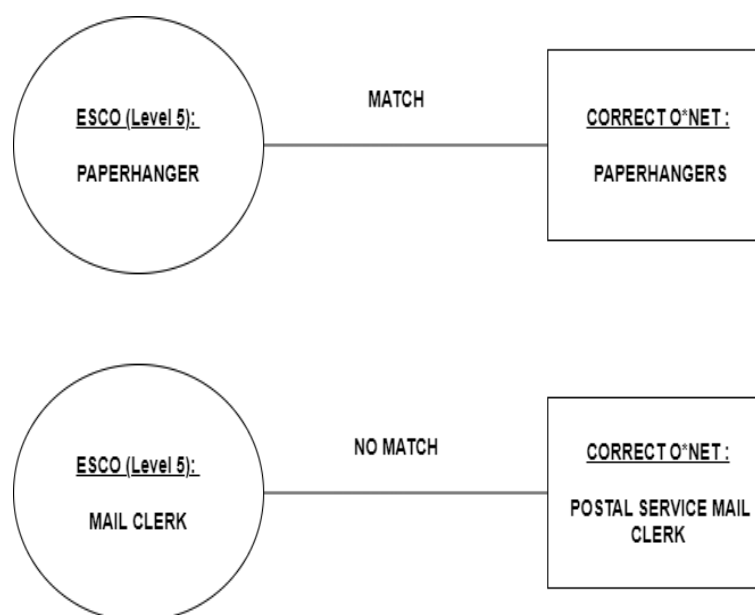 ESCO (Level 5):
PAPERHANGER
MATCH
CORRECT O*NET :
PAPERHANGERS
ESCO (Level 5):
MAIL CLERK
NO MATCH
CORRECT O*NET :
POSTAL SERVICE MAIL
CLERK